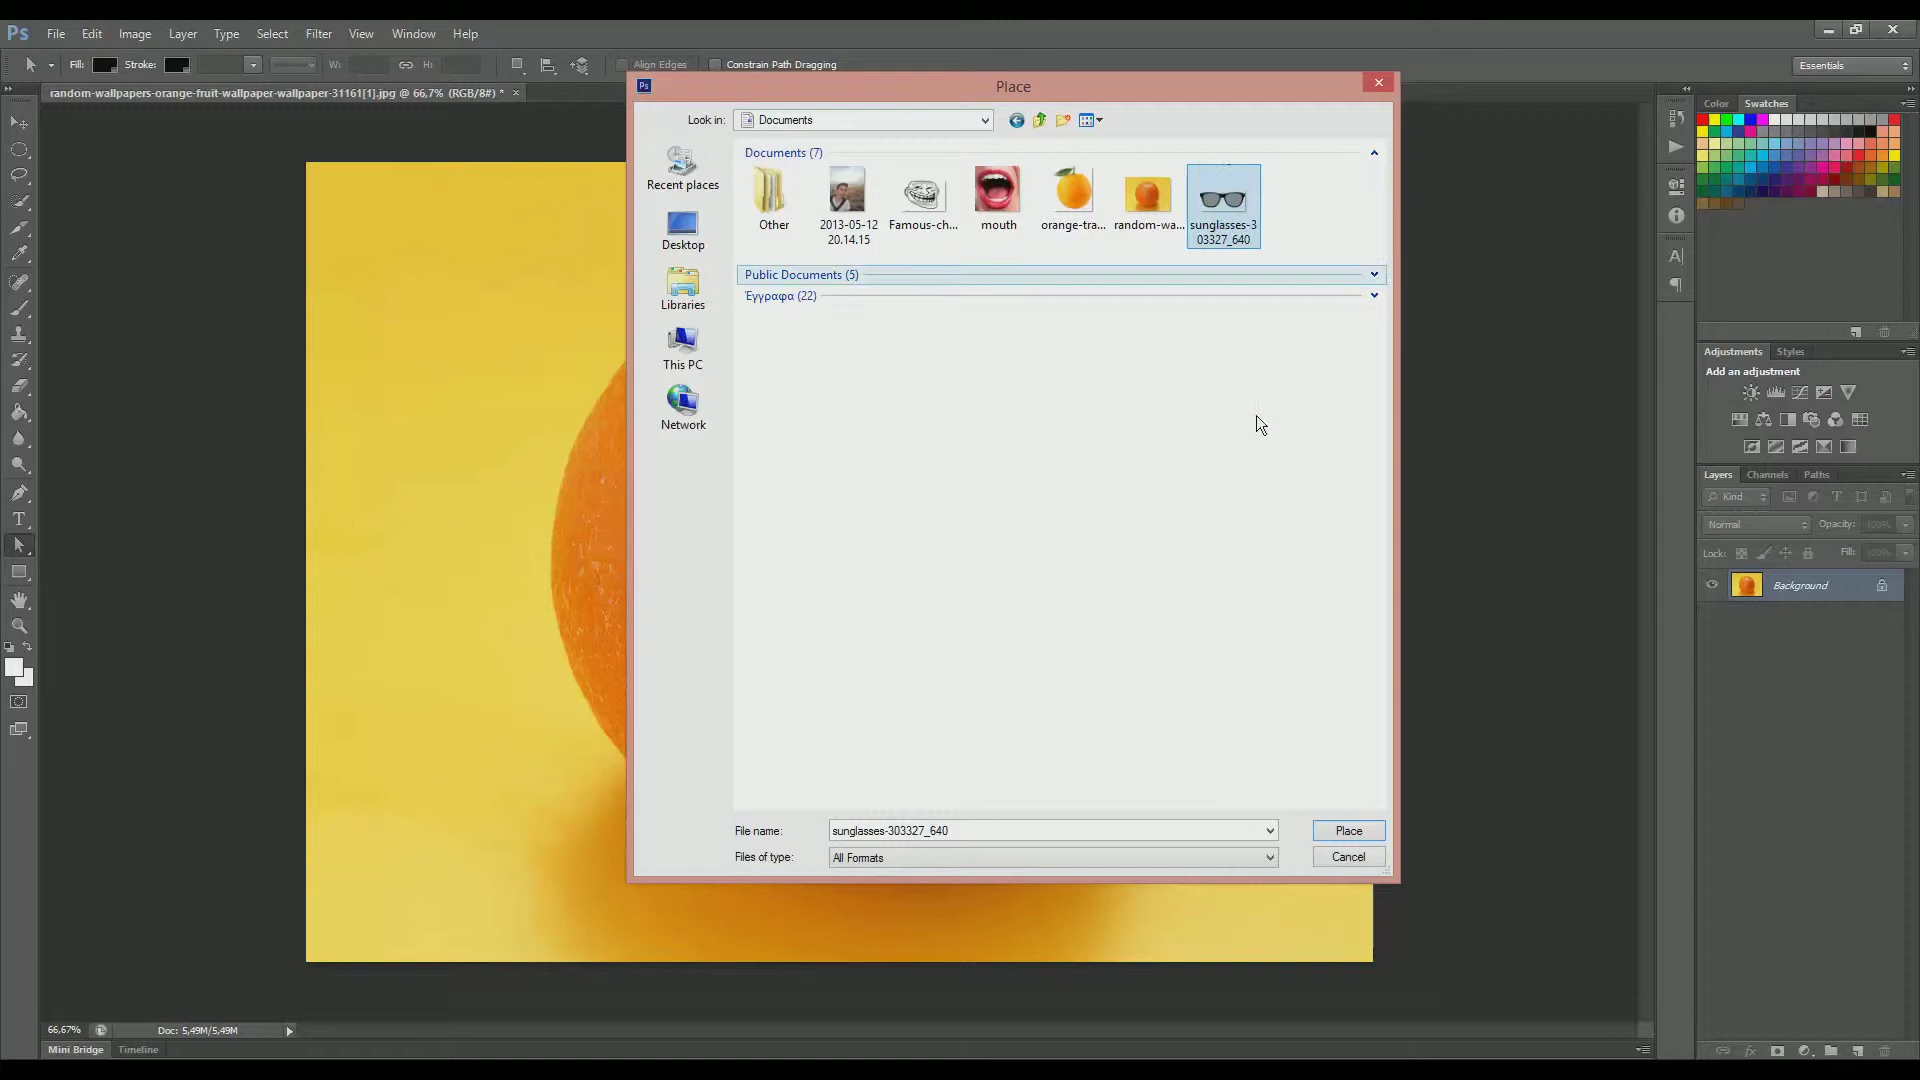 Ps File Edit Image Layer Type Select Filter View Window Help
Fill: Stroke: W: H: Align Edges Constrain Path Dragging Essentials
random-wallpapers-orange-fruit-wallpaper-wallpaper-31161[1].jpg @ 66,7% (RGB/8#) * ×
Ps Place
Look in: Documents
Recent places
Desktop
Libraries
This PC
Network
Documents (7)
Other
2013-05-12
20.14.15
Famous-ch...
mouth
orange-tra...
random-wa...
sunglasses-3
03327_640
Public Documents (5)
Έγγραφα (22)
File name: sunglasses-303327_640 Place
Files of type: All Formats Cancel
Color Swatches
Adjustments Styles
Add an adjustment
Layers Channels Paths
Kind
Normal Opacity: 100%
Lock: Fill: 100%
Background
66,67% Doc: 5,49M/5,49M
Mini Bridge Timeline